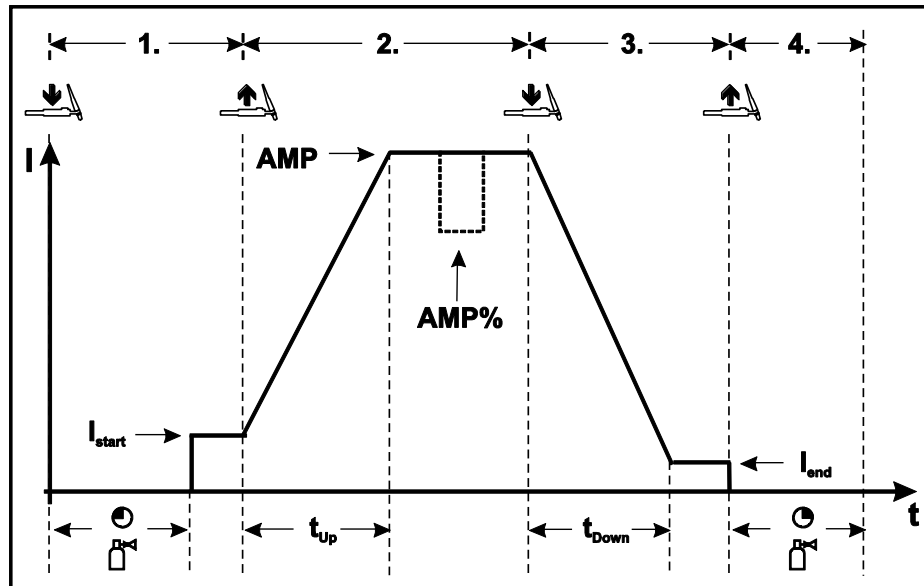 1. 2. 3. 4.
I
AMP
AMP%
Istart
Iend
t
tUp
tDown